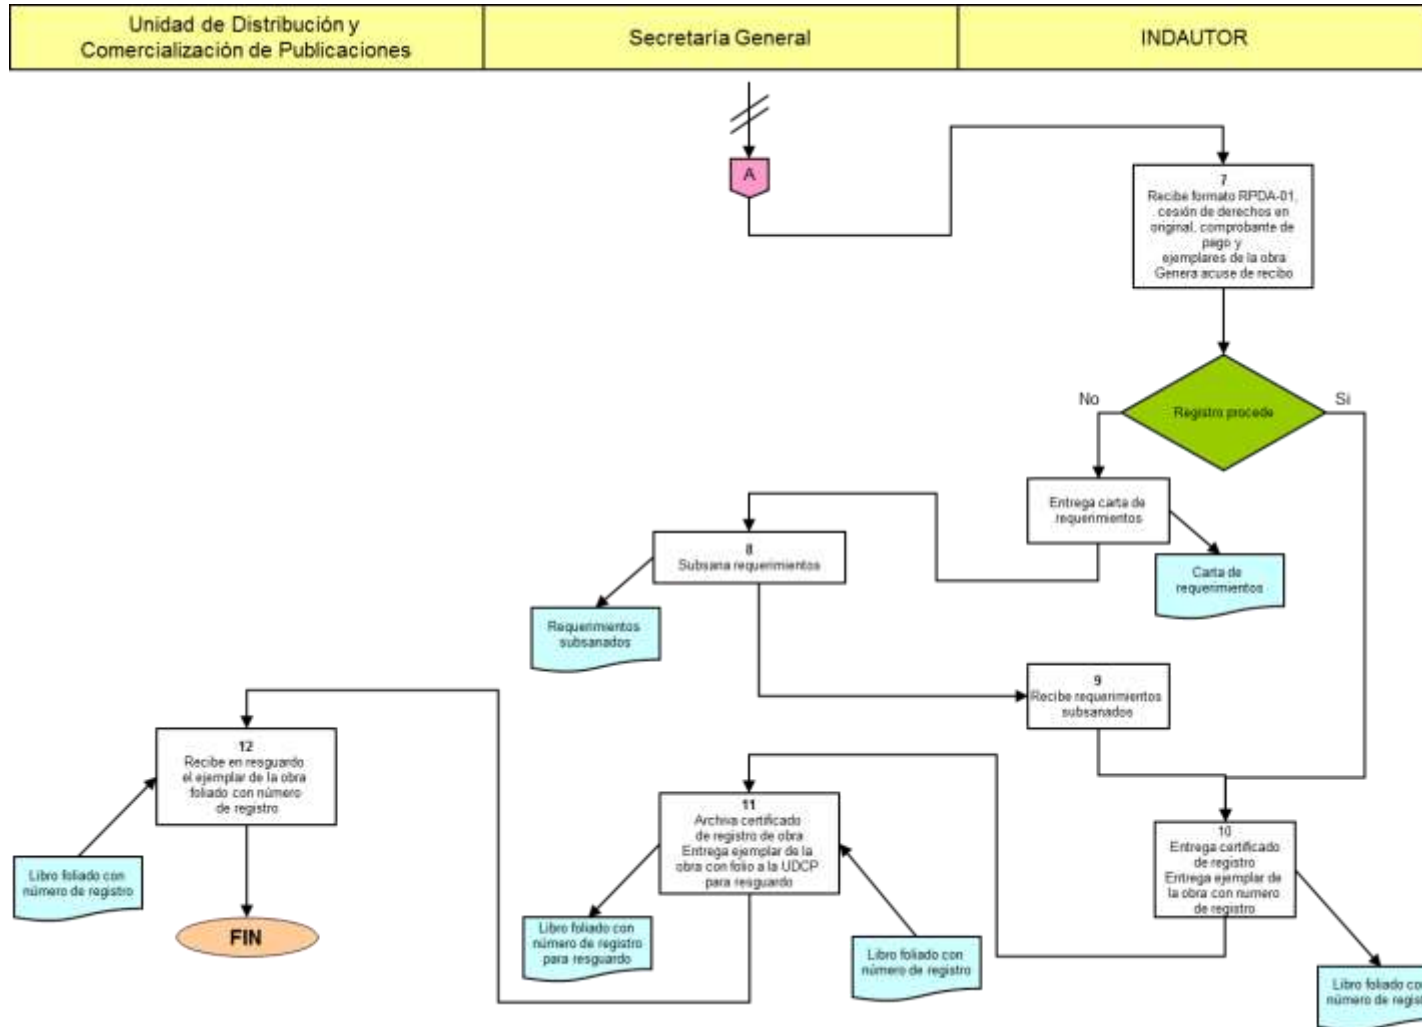 Unidad de Distribución y
Comercialización de Publicaciones
Secretaría General
INDAUTOR
A
7
Recibe formato RPDA-01,
cesión de derechos en
original, comprobante de
pago y
ejemplares de la obra
Genera acuse de recibo
Registro procede
No
Si
Entrega carta de
requerimientos
Carta de
requerimientos
8
Subsana requerimientos
Requerimientos
subsanados
9
Recibe requerimientos
subsanados
10
Entrega certificado
de registro
Entrega ejemplar de
la obra con numero
de registro
Libro foliado con
número de regist
11
Archiva certificado
de registro de obra
Entrega ejemplar de la
obra con folio a la UDCP
para resguardo
Libro foliado con
número de registro
para resguardo
Libro foliado con
número de registro
12
Recibe en resguardo
el ejemplar de la obra
foliado con número
de registro
Libro foliado con
número de registro
FIN